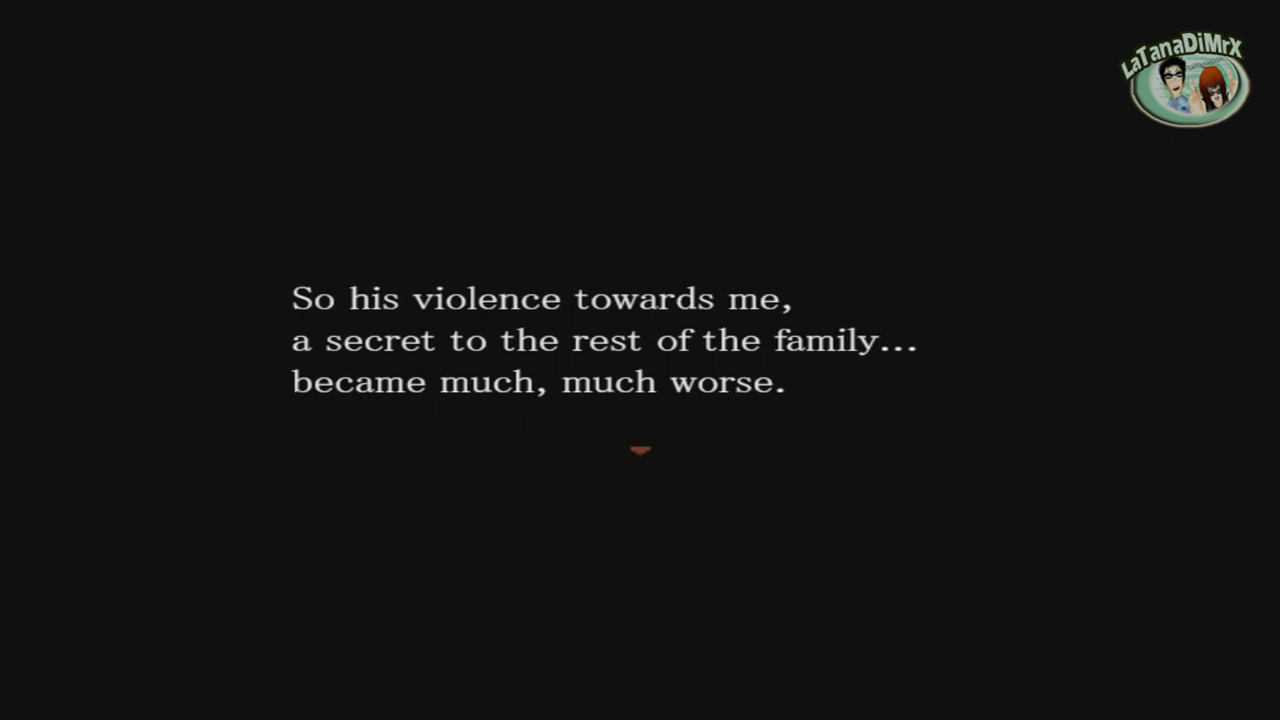 LaTanaDiMrX
So his violence towards me,
a secret to the rest of the family...
became much, much worse.